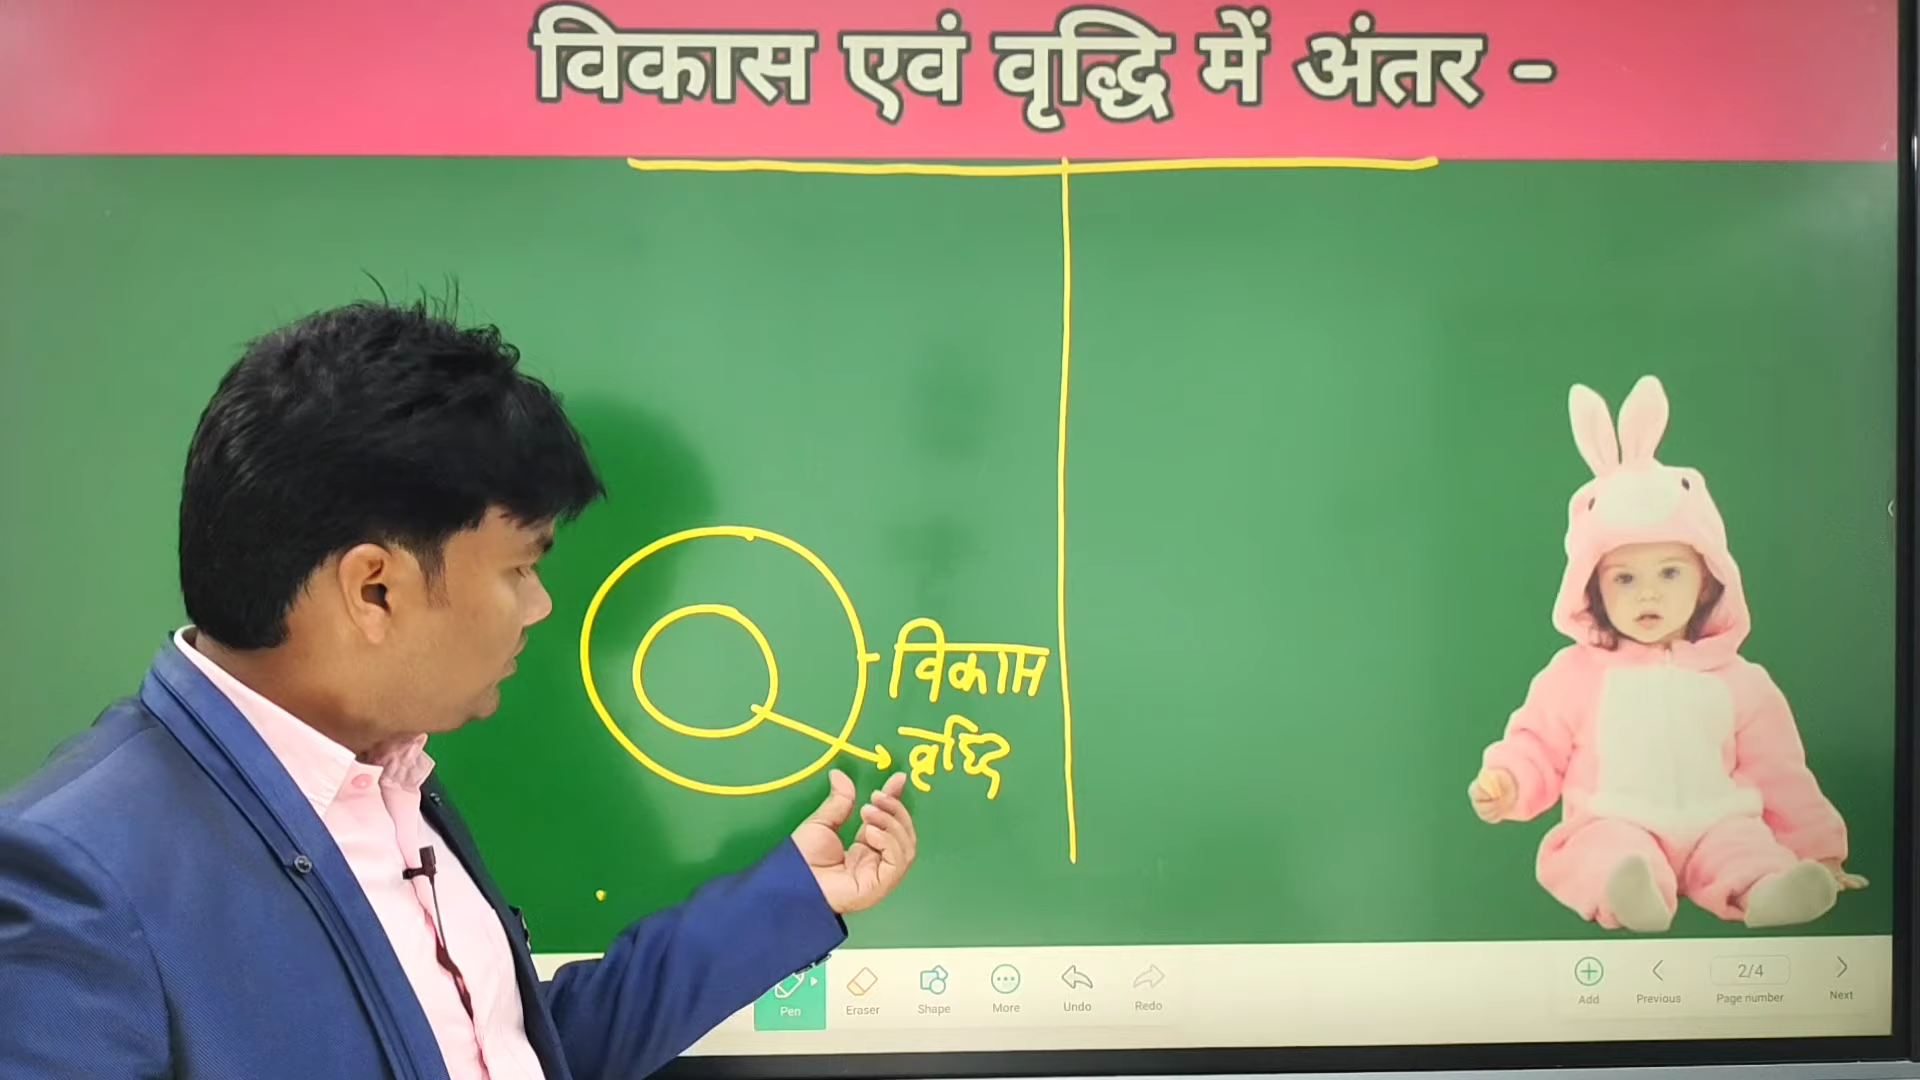 विकास एवं वृद्धि में अंतर -
विकास
वृद्धि
Pen
Eraser
Shape
More
Undo
Redo
Add
Previous
2/4
Page number
Next